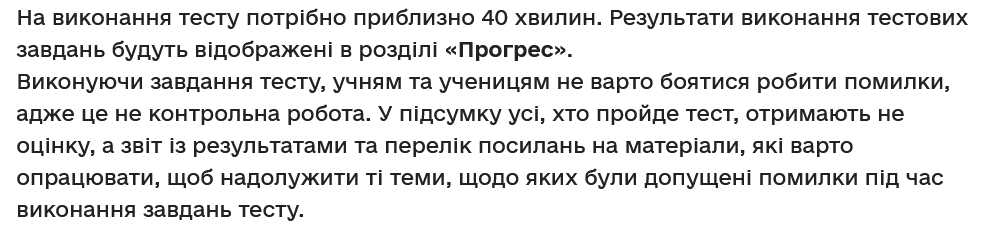 На виконання тесту потрібно приблизно 40 хвилин. Результати виконання тестових
завдань будуть відображені в розділі «Прогрес».
Виконуючи завдання тесту, учням та ученицям не варто боятися робити помилки,
адже це не контрольна робота. У підсумку усі, хто пройде тест, отримають не
оцінку, а звіт із результатами та перелік посилань на матеріали, які варто
опрацювати, щоб надолужити ті теми, щодо яких були допущені помилки під час
виконання завдань тесту.